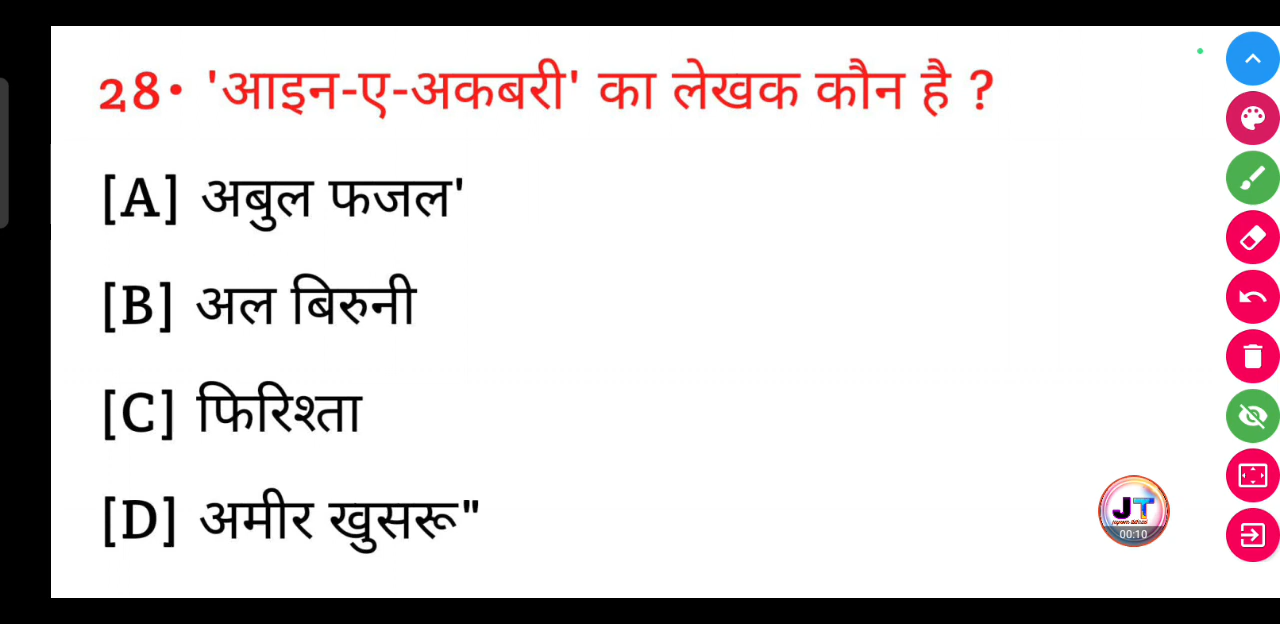 28• 'आइन-ए-अकबरी' का लेखक कौन है ?
[A] अबुल फजल'
[B] अल बिरुनी
[C] फिरिश्ता
[D] अमीर खुसरू"
JT
00:10